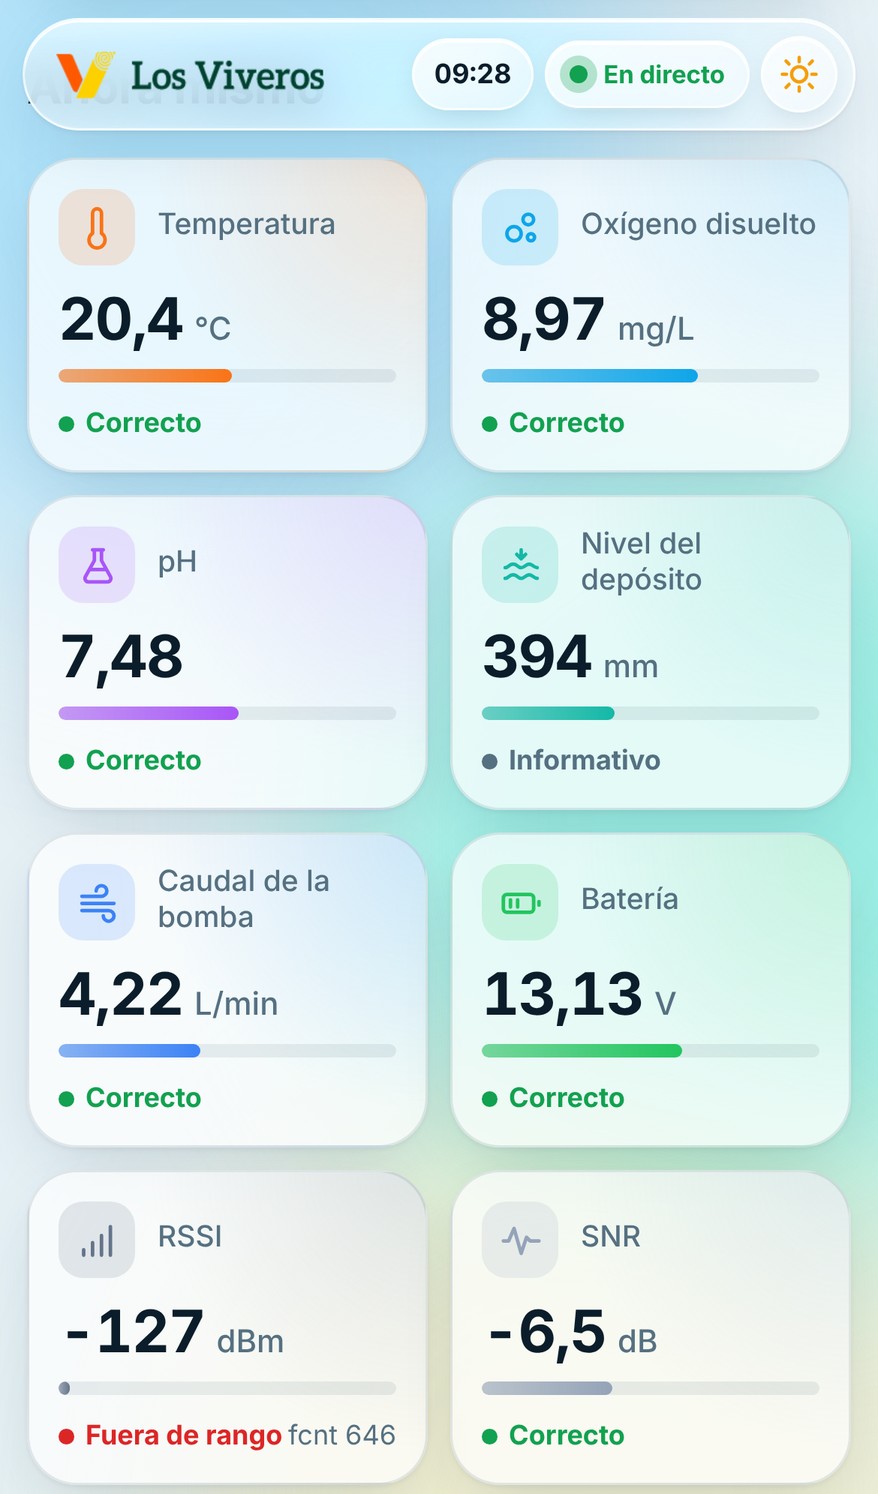 Los Viveros
09:28
En directo
Ahora mismo
Temperatura
20,4 °C
Correcto
Oxígeno disuelto
8,97 mg/L
Correcto
pH
7,48
Correcto
Nivel del
depósito
394 mm
Informativo
Caudal de la
bomba
4,22 L/min
Correcto
Batería
13,13 V
Correcto
RSSI
-127 dBm
Fuera de rango fcnt 646
SNR
-6,5 dB
Correcto